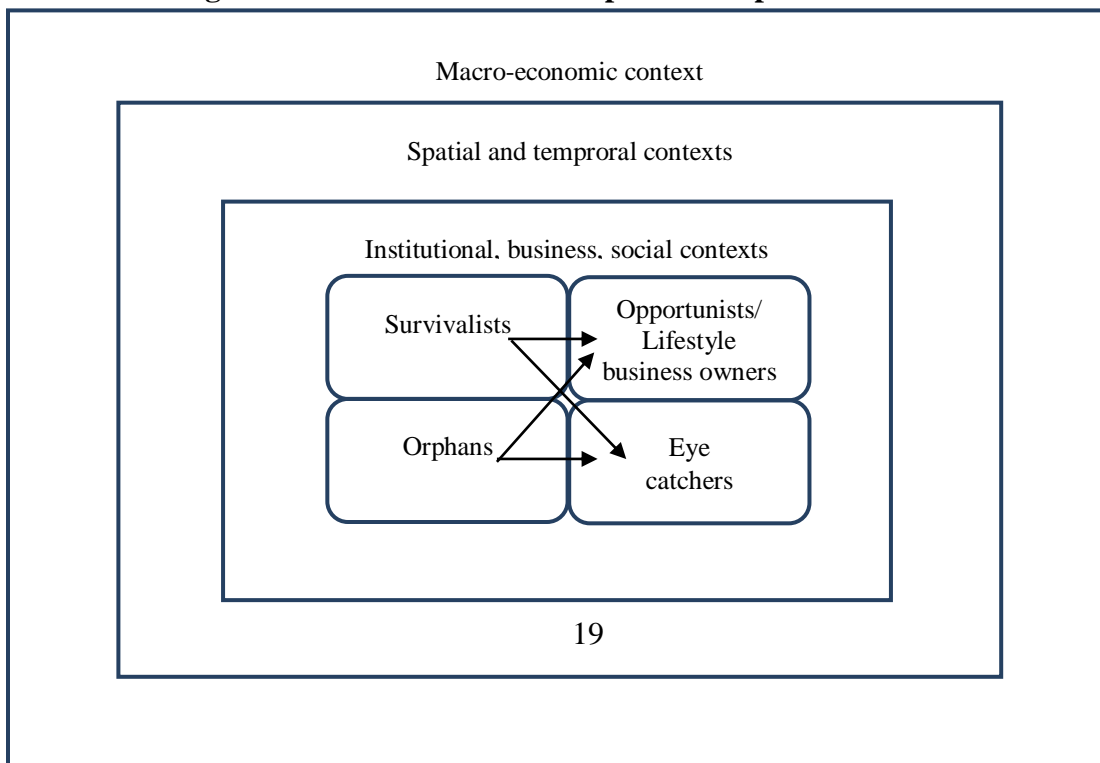 Macro-economic context
Spatial and temproral contexts
Institutional, business, social contexts
Survivalists
Opportunists/
Lifestyle
business owners
Orphans
Eye
catchers
19